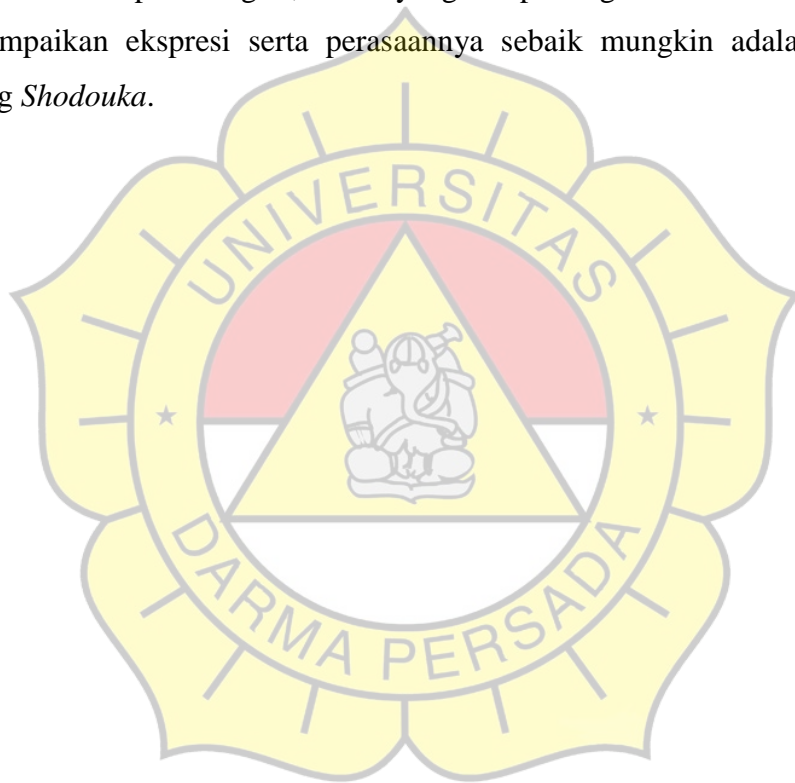 mpaikan ekspresi serta perasaannya sebaik mungkin adala
g Shodouka.
UNIVERSITAS
DARMA PERSADA